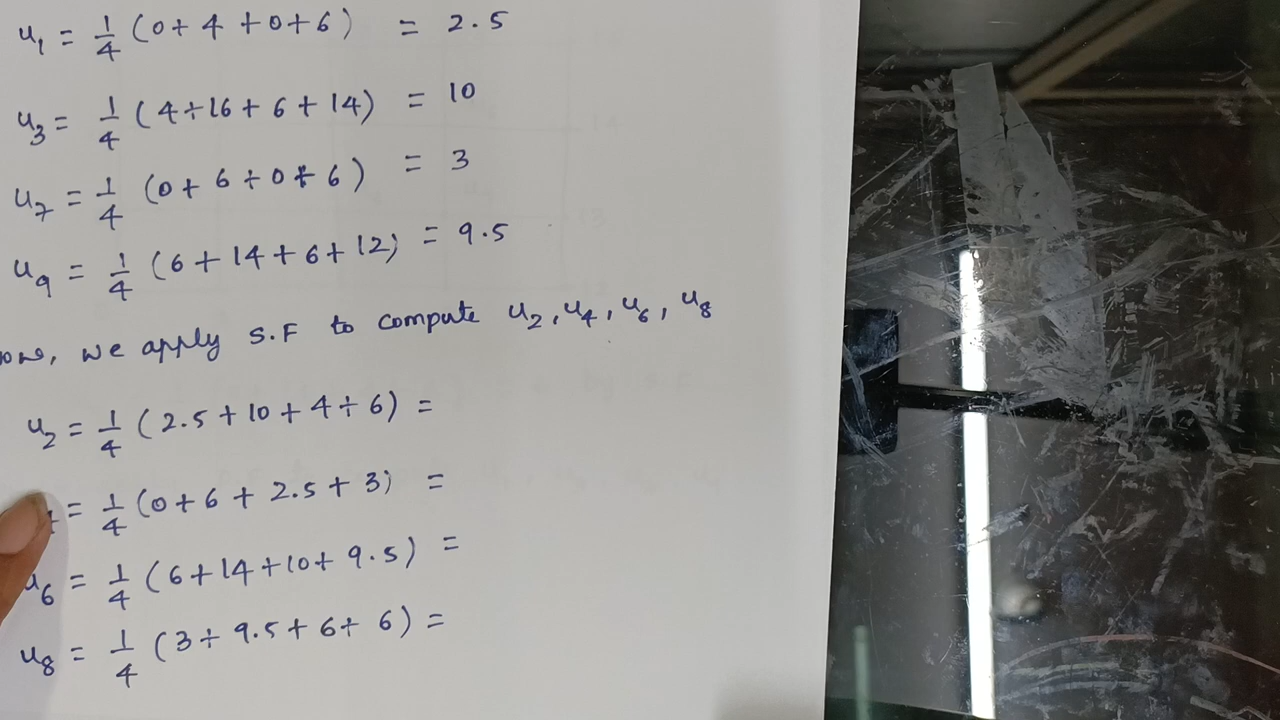 u₁ = 1/4 (0 + 4 + 0 + 6) = 2.5
u₃ = 1/4 (4 + 16 + 6 + 14) = 10
u₇ = 1/4 (0 + 6 + 0 + 6) = 3
u₉ = 1/4 (6 + 14 + 6 + 12) = 9.5
we apply S.F to compute u₂, u₄, u₆, u₈
u₂ = 1/4 (2.5 + 10 + 4 + 6) =
= 1/4 (0 + 6 + 2.5 + 3) =
u₆ = 1/4 (6 + 14 + 10 + 9.5) =
u₈ = 1/4 (3 + 9.5 + 6 + 6) =